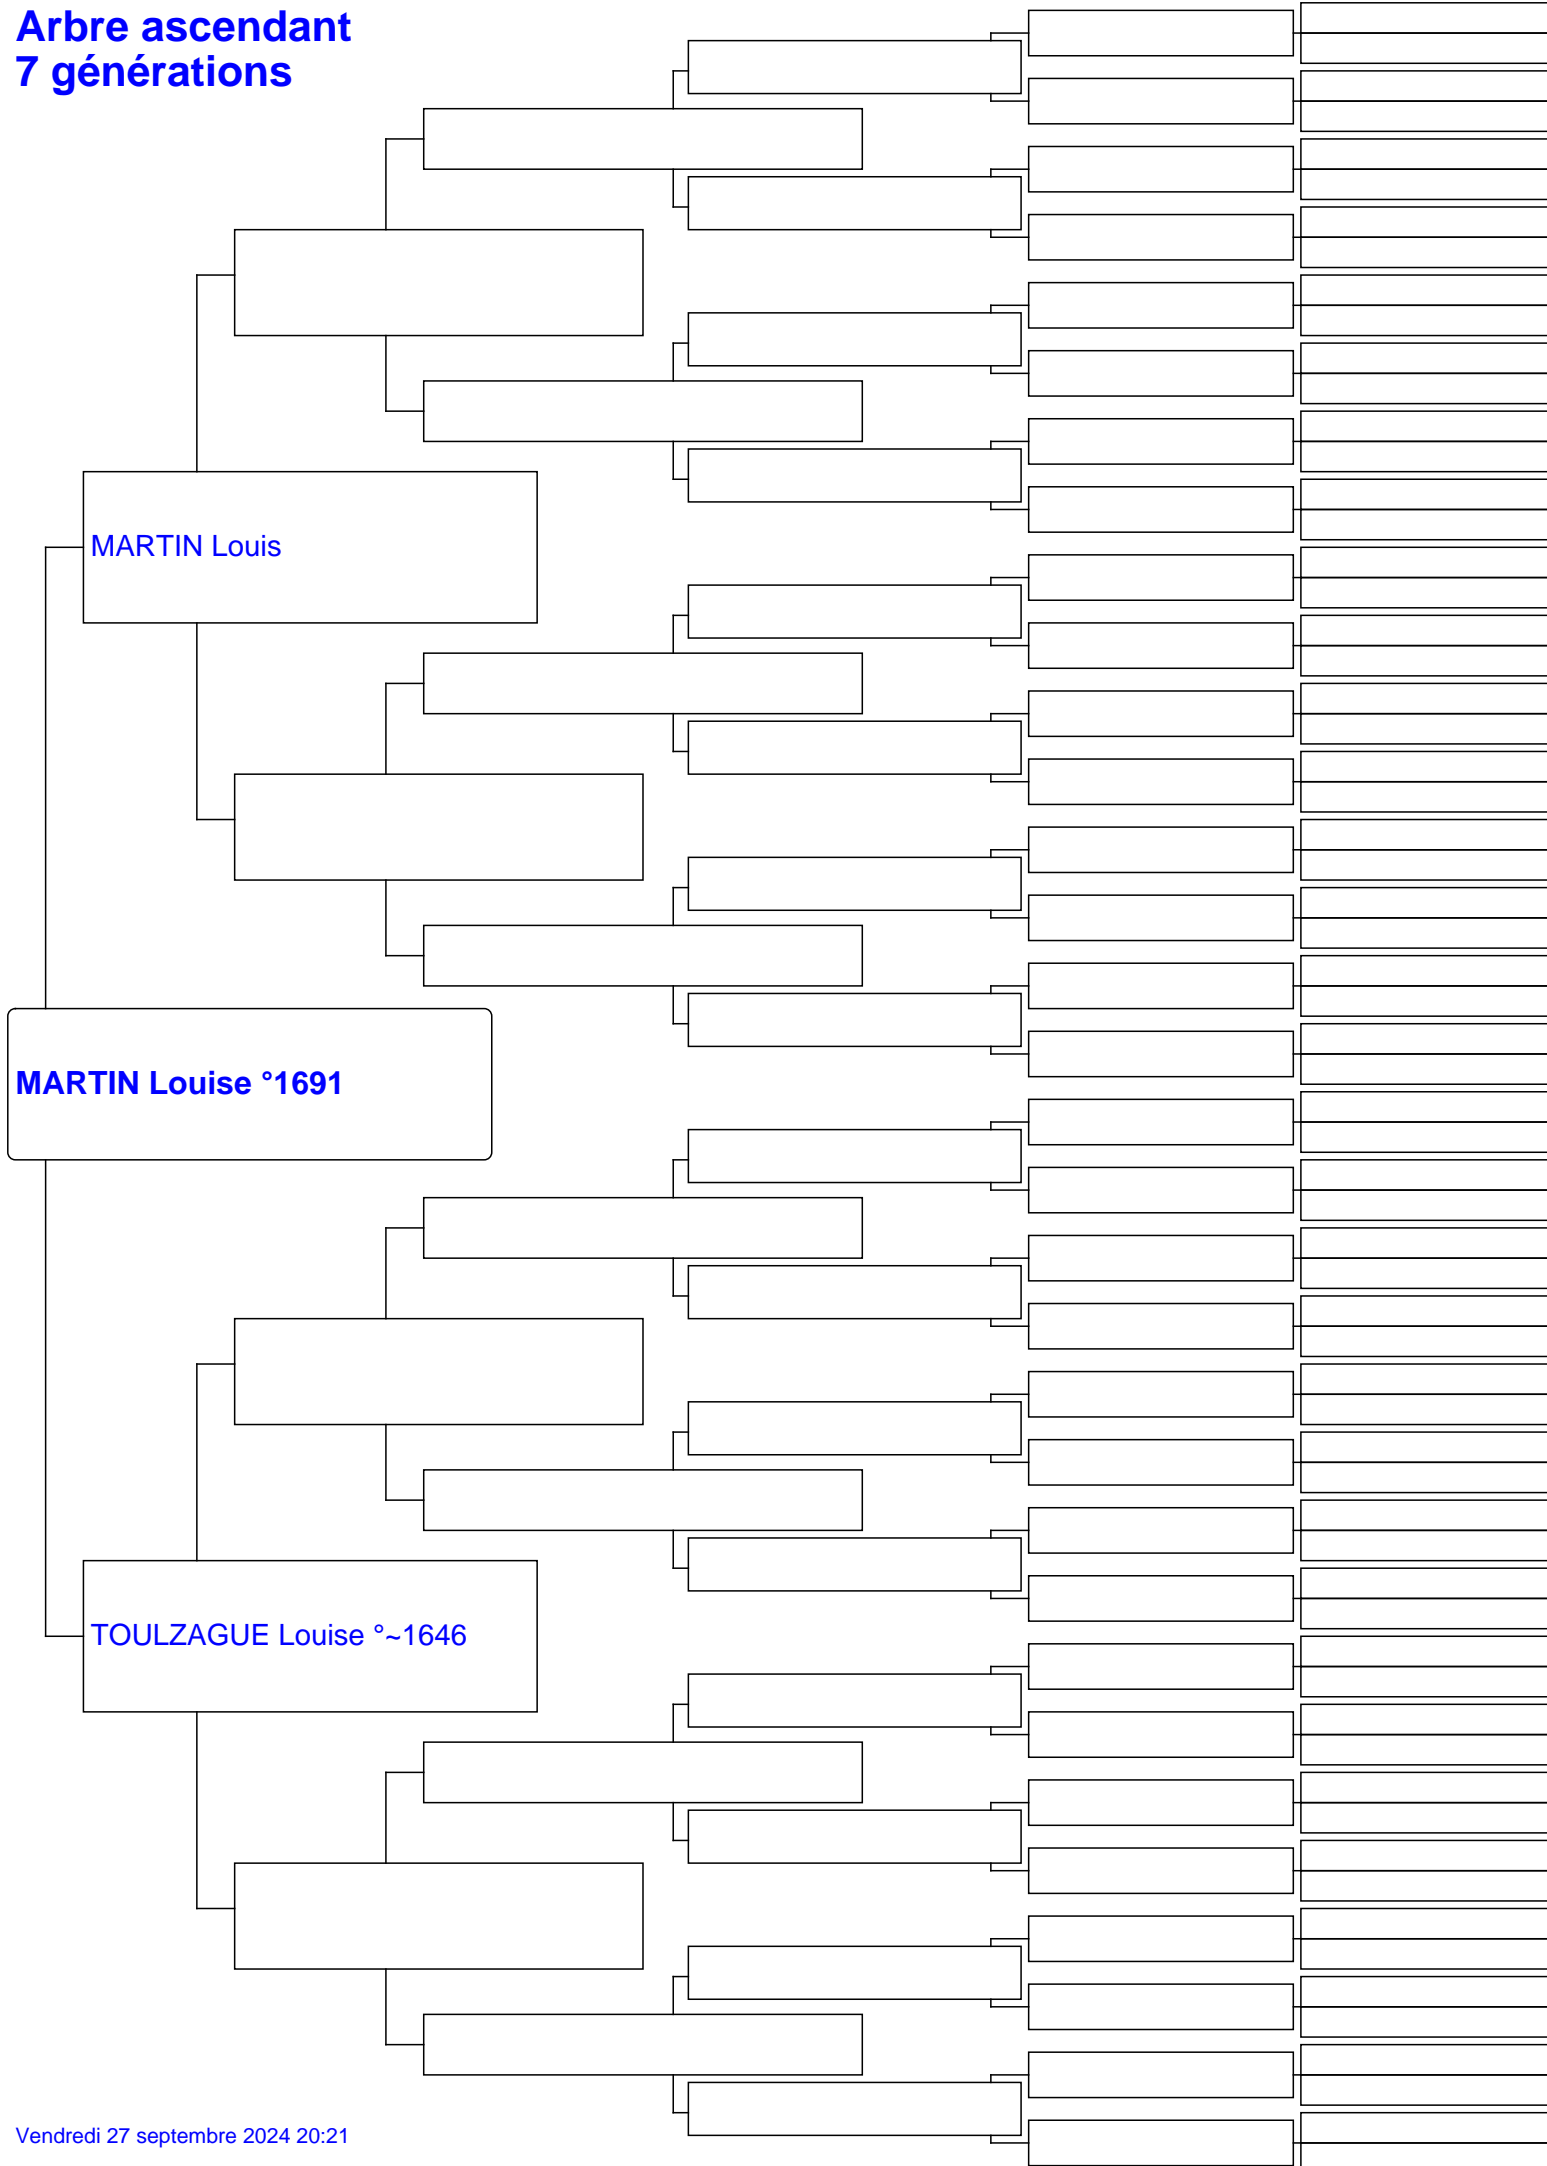 Arbre ascendant
7 générations
MARTIN Louis
MARTIN Louise °1691
TOULZAGUE Louise °~1646
Vendredi 27 septembre 2024 20:21